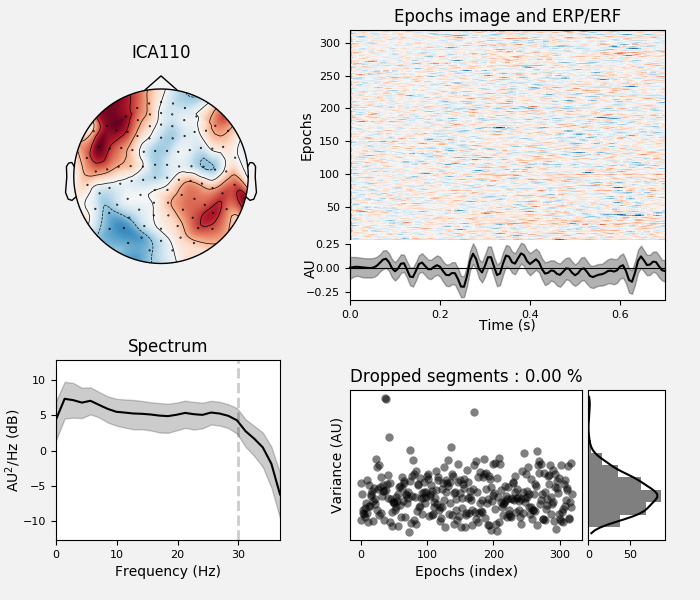 ICA110
Epochs image and ERP/ERF
Epochs
300
250
200
150
100
50
AU
0.25
0.00
−0.25
0.0 0.2 0.4 0.6
Time (s)
Spectrum
AU²/Hz (dB)
10
5
0
−5
−10
0 10 20 30
Frequency (Hz)
Dropped segments : 0.00 %
Variance (AU)
0 100 200 300
Epochs (index)
0 50